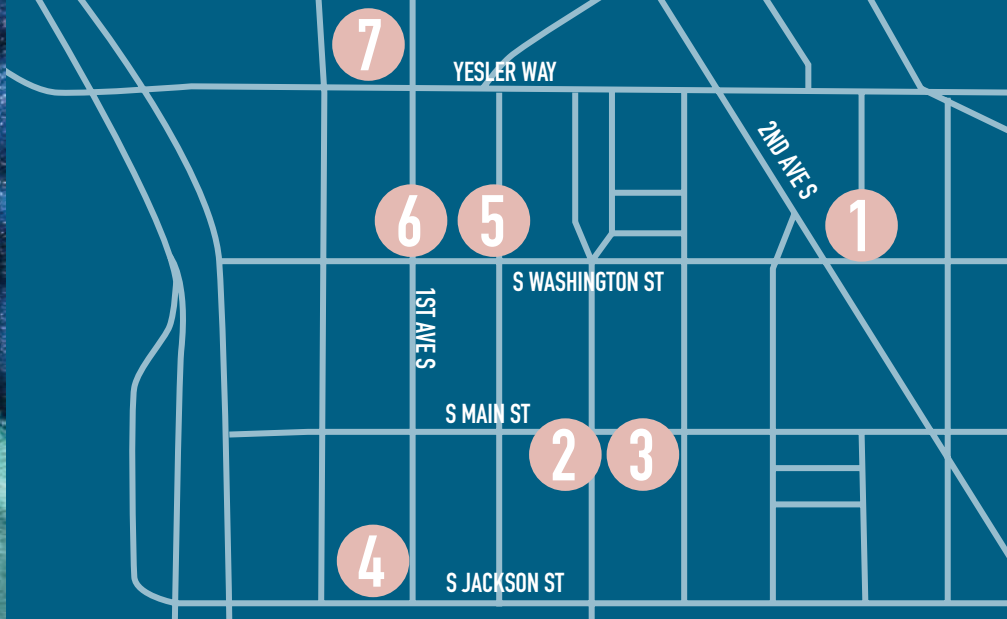 7
YESLER WAY
2ND AVE S
6
5
1
S WASHINGTON ST
1ST AVE S
S MAIN ST
2
3
4
S JACKSON ST